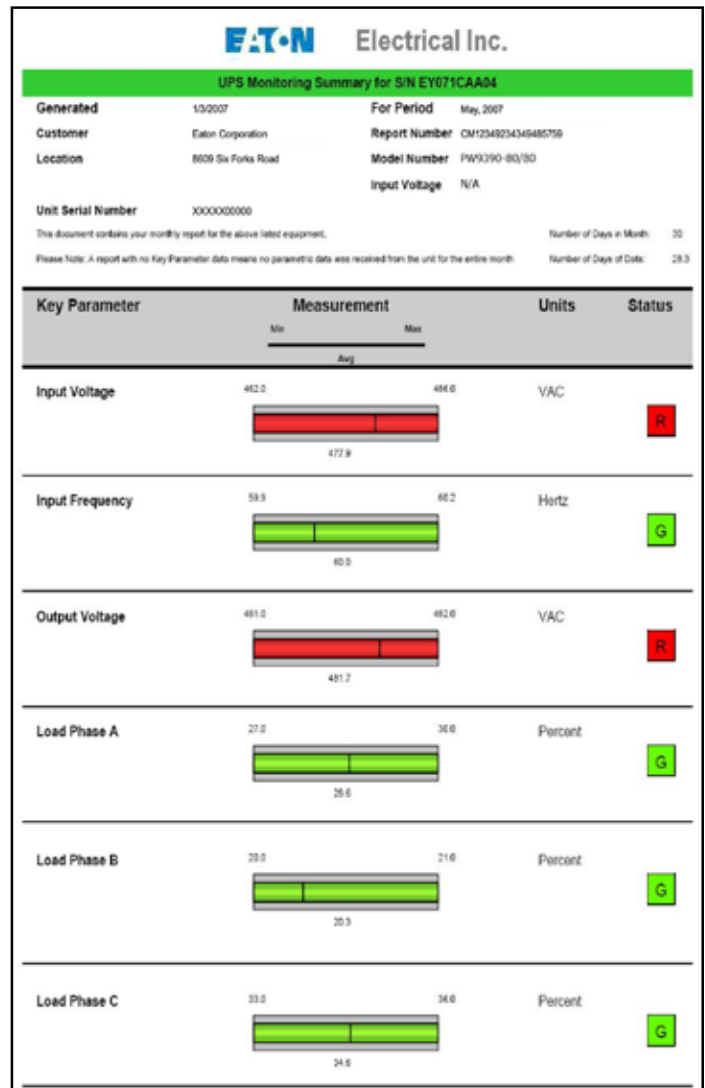 EATON Electrical Inc.
UPS Monitoring Summary for S/N EY071CAA04
Generated 1/3/2007 For Period May, 2007
Customer Eaton Corporation Report Number CM12349234349485759
Location 8609 Six Forks Road Model Number PW9390-80/80
Input Voltage N/A
Unit Serial Number XXXXX00000
This document contains your monthly report for the above listed equipment. Number of Days in Month: 30
Please Note: A report with no Key Parameter data means no parametric data was received from the unit for the entire month Number of Days of Data: 28.3
Key Parameter Measurement Units Status
Min Max
Avg
Input Voltage 462.0 486.0 VAC
R
477.9
Input Frequency 59.9 60.2 Hertz
G
60.0
Output Voltage 481.0 482.0 VAC
R
481.7
Load Phase A 27.0 30.0 Percent
G
28.6
Load Phase B 20.0 21.0 Percent
G
20.3
Load Phase C 33.0 36.0 Percent
G
34.6